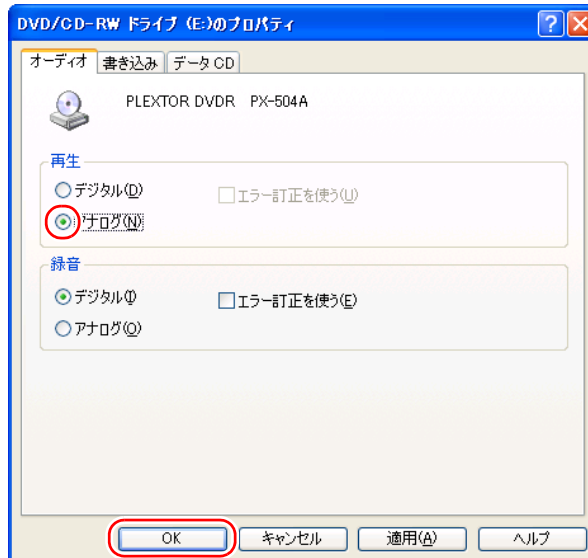 DVD/CD-RW ドライブ (E:)のプロパティ
オーディオ 書き込み データ CD
PLEXTOR DVDR PX-504A
再生
デジタル(D) エラー訂正を使う(U)
アナログ(N)
録音
デジタル(I) エラー訂正を使う(E)
アナログ(O)
OK キャンセル 適用(A) ヘルプ